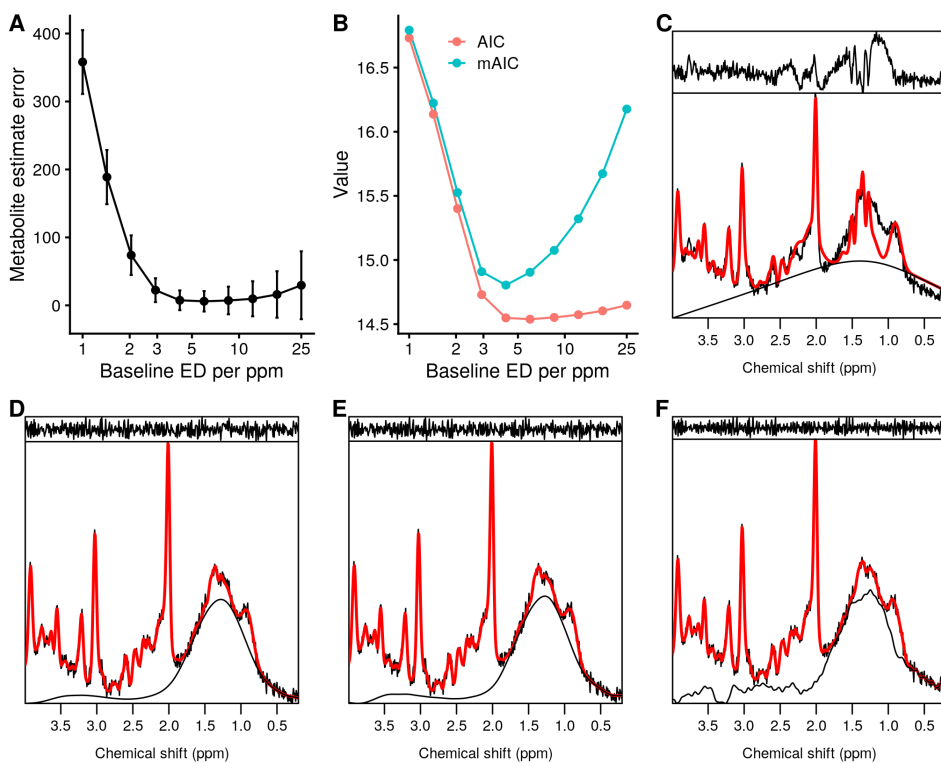 A
Metabolite estimate error
400
300
200
100
0
1 2 3 5 10 25
Baseline ED per ppm
B
Value
16.5
16.0
15.5
15.0
14.5
AIC
mAIC
1 2 3 5 10 25
Baseline ED per ppm
C
3.5 3.0 2.5 2.0 1.5 1.0 0.5
Chemical shift (ppm)
D
3.5 3.0 2.5 2.0 1.5 1.0 0.5
Chemical shift (ppm)
E
3.5 3.0 2.5 2.0 1.5 1.0 0.5
Chemical shift (ppm)
F
3.5 3.0 2.5 2.0 1.5 1.0 0.5
Chemical shift (ppm)